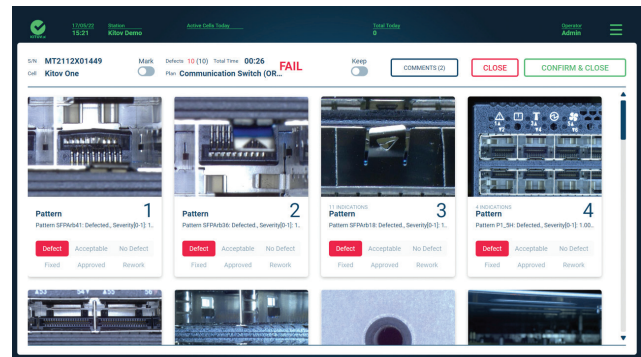 17/05/22 Station Active Cells Today Total Today Operator
15:21 Kitov Demo 0 Admin
S/N MT2112X01449 Mark Defects 10 (10) Total Time 00:26 FAIL Keep COMMENTS (2) CLOSE CONFIRM & CLOSE
Cell Kitov One Plan Communication Switch (OR...
Pattern 1
Pattern SFPArb41: Defected., Severity[0-1]: 1..
Defect Acceptable No Defect
Fixed Approved Rework
Pattern 2
Pattern SFPArb36: Defected., Severity[0-1]: 1..
Defect Acceptable No Defect
Fixed Approved Rework
11 INDICATIONS
Pattern 3
Pattern SFPArb18: Defected., Severity[0-1]: 1..
Defect Acceptable No Defect
Fixed Approved Rework
4 INDICATIONS
Pattern 4
Pattern P1_5H: Defected., Severity[0-1]: 1.00..
Defect Acceptable No Defect
Fixed Approved Rework